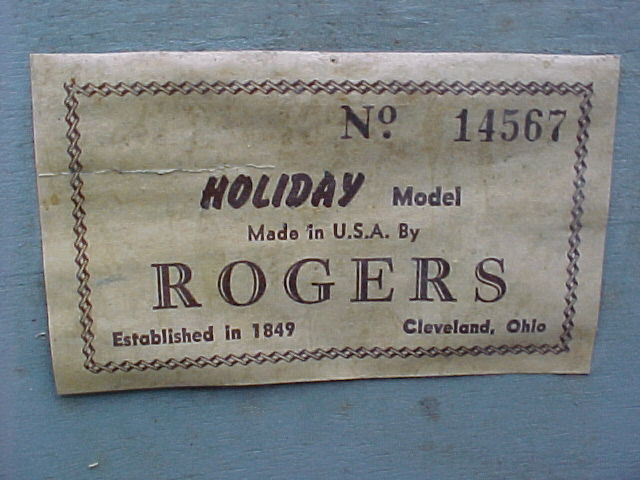 Nº 14567
HOLIDAY Model
Made in U.S.A. By
ROGERS
Established in 1849 Cleveland, Ohio